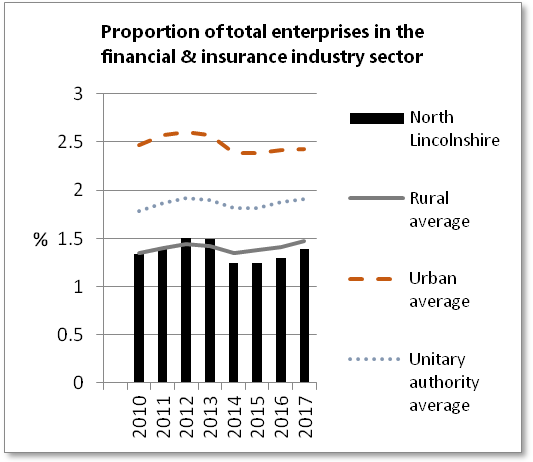 Proportion of total enterprises in the
financial & insurance industry sector
3
2.5
2
1.5
1
0.5
0
%
2010
2011
2012
2013
2014
2015
2016
2017
North
Lincolnshire
Rural
average
Urban
average
Unitary
authority
average